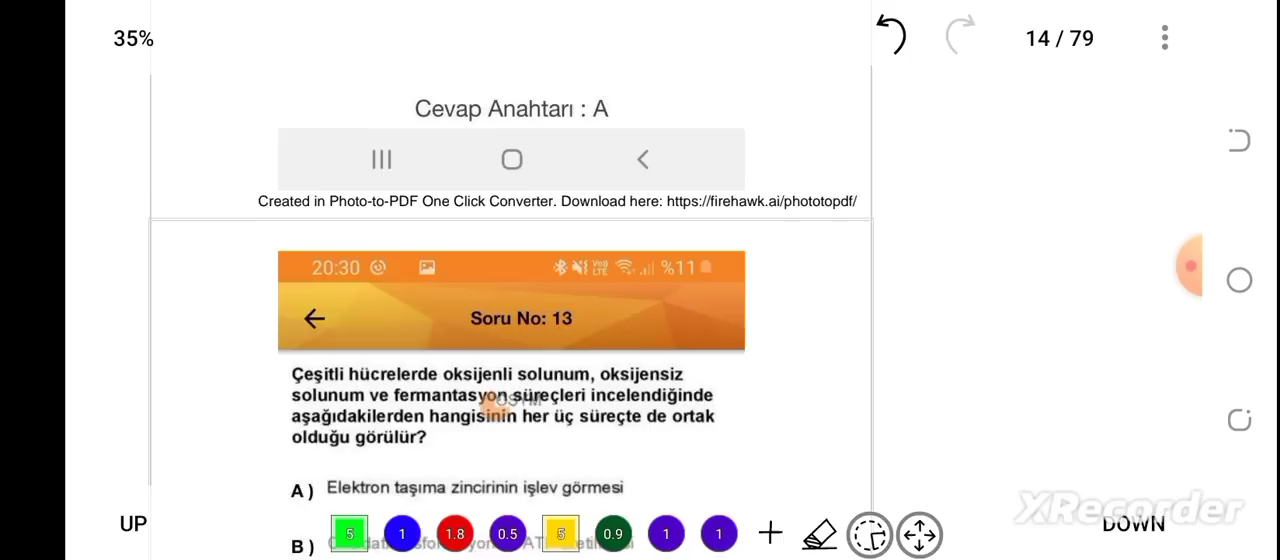 35%
14 / 79
Cevap Anahtarı : A
Created in Photo-to-PDF One Click Converter. Download here: https://firehawk.ai/phototopdf/
20:30
%11
Soru No: 13
Çeşitli hücrelerde oksijenli solunum, oksijensiz
solunum ve fermantasyon süreçleri incelendiğinde
aşağıdakilerden hangisinin her üç süreçte de ortak
olduğu görülür?
A ) Elektron taşıma zincirinin işlev görmesi
B )
5 1 1.8 0.5 5 0.9 1 1
UP
DOWN
XRecorder